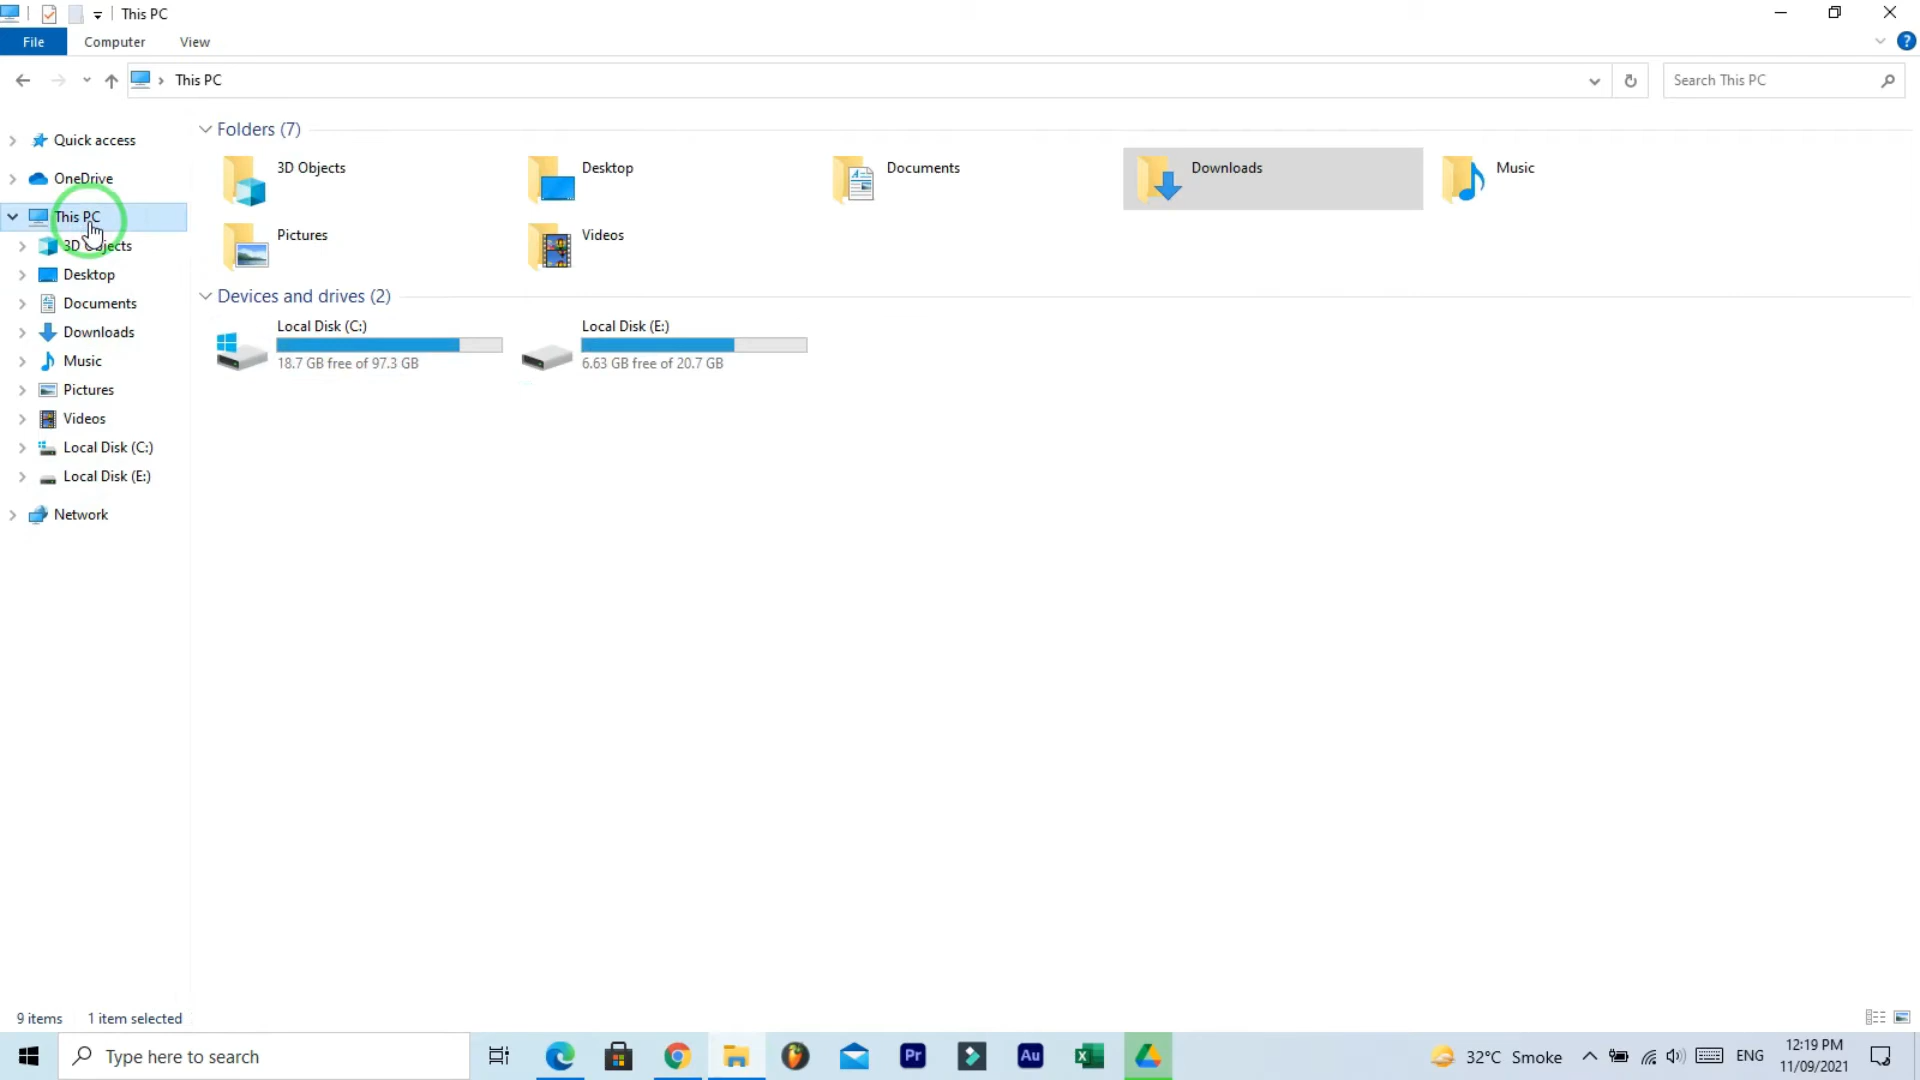 This PC
File Computer View
This PC
Search This PC
Quick access
OneDrive
This PC
3D Objects
Desktop
Documents
Downloads
Music
Pictures
Videos
Local Disk (C:)
Local Disk (E:)
Network
Folders (7)
3D Objects
Desktop
Documents
Downloads
Music
Pictures
Videos
Devices and drives (2)
Local Disk (C:)
18.7 GB free of 97.3 GB
Local Disk (E:)
6.63 GB free of 20.7 GB
9 items 1 item selected
Type here to search
Pr
Au
32°C Smoke
ENG
12:19 PM
11/09/2021